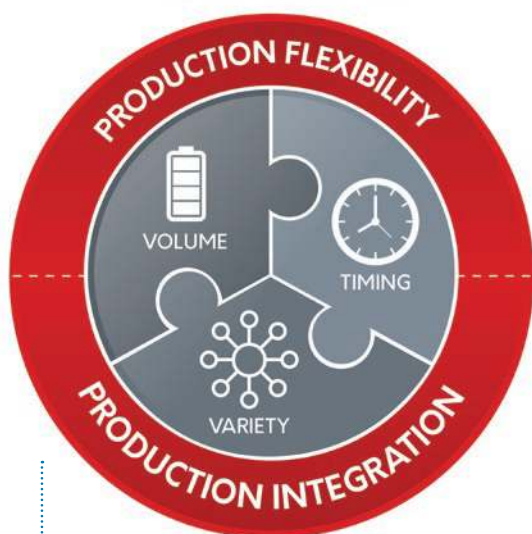 PRODUCTION FLEXIBILITY
VOLUME
TIMING
VARIETY
PRODUCTION INTEGRATION